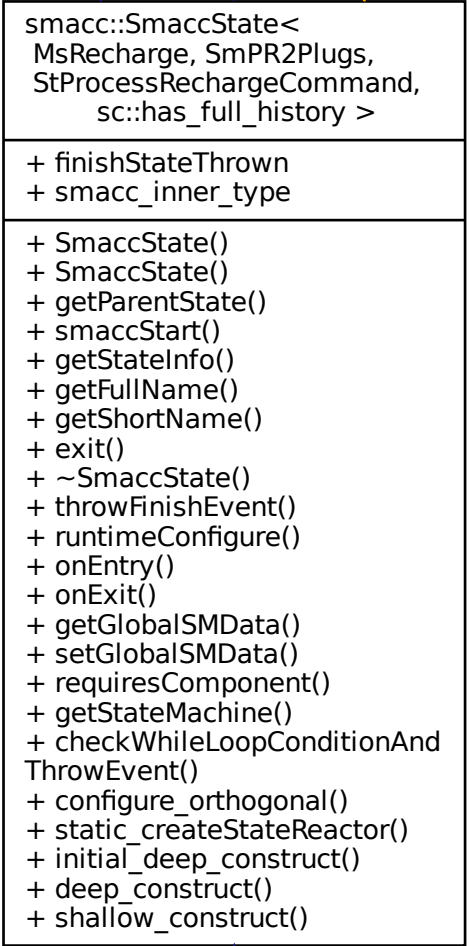 smacc::SmaccState<
MsRecharge, SmPR2Plugs,
StProcessRechargeCommand,
sc::has_full_history >
+ finishStateThrown
+ smacc_inner_type
+ SmaccState()
+ SmaccState()
+ getParentState()
+ smaccStart()
+ getStateInfo()
+ getFullName()
+ getShortName()
+ exit()
+ ~SmaccState()
+ throwFinishEvent()
+ runtimeConfigure()
+ onEntry()
+ onExit()
+ getGlobalSMData()
+ setGlobalSMData()
+ requiresComponent()
+ getStateMachine()
+ checkWhileLoopConditionAnd
ThrowEvent()
+ configure_orthogonal()
+ static_createStateReactor()
+ initial_deep_construct()
+ deep_construct()
+ shallow_construct()